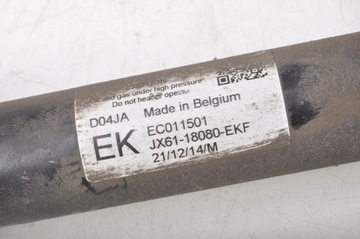 and gas under high pressure"
Do not heat or open
D04JA Made in Belgium
EK EC011501
JX61-18080-EKF
21/12/14/M